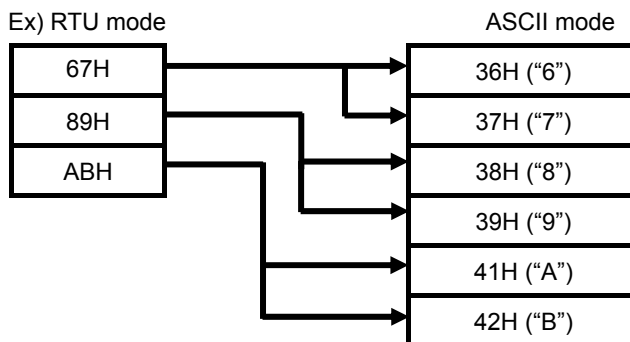 Ex) RTU mode
ASCII mode
67H
89H
ABH
36H (“6”)
37H (“7”)
38H (“8”)
39H (“9”)
41H (“A”)
42H (“B”)